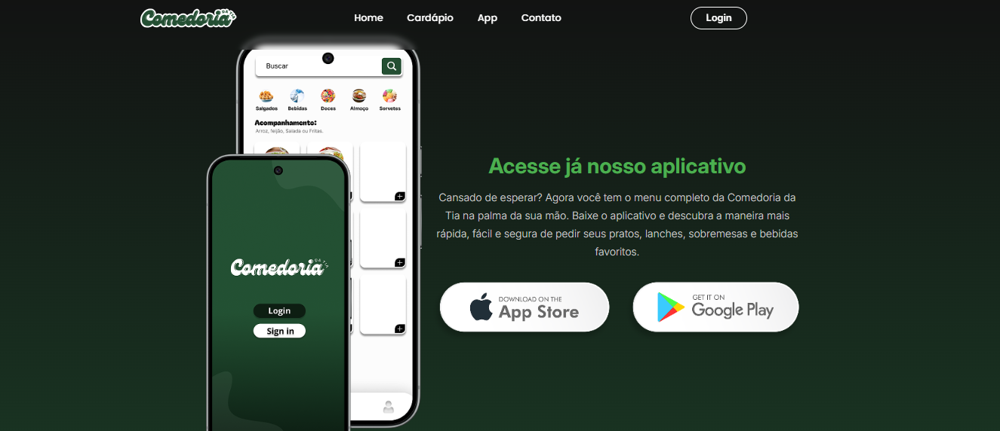 Comedoria DA TIA
Home Cardápio App Contato
Login
Buscar
Salgados Bebidas Doces Almoço Sorvetes
Acompanhamento:
Arroz, feijão, Salada ou Fritas.
Comedoria DA TIA
Login
Sign in
Acesse já nosso aplicativo
Cansado de esperar? Agora você tem o menu completo da Comedoria da
Tia na palma da sua mão. Baixe o aplicativo e descubra a maneira mais
rápida, fácil e segura de pedir seus pratos, lanches, sobremesas e bebidas
favoritos.
DOWNLOAD ON THE
App Store
GET IT ON
Google Play